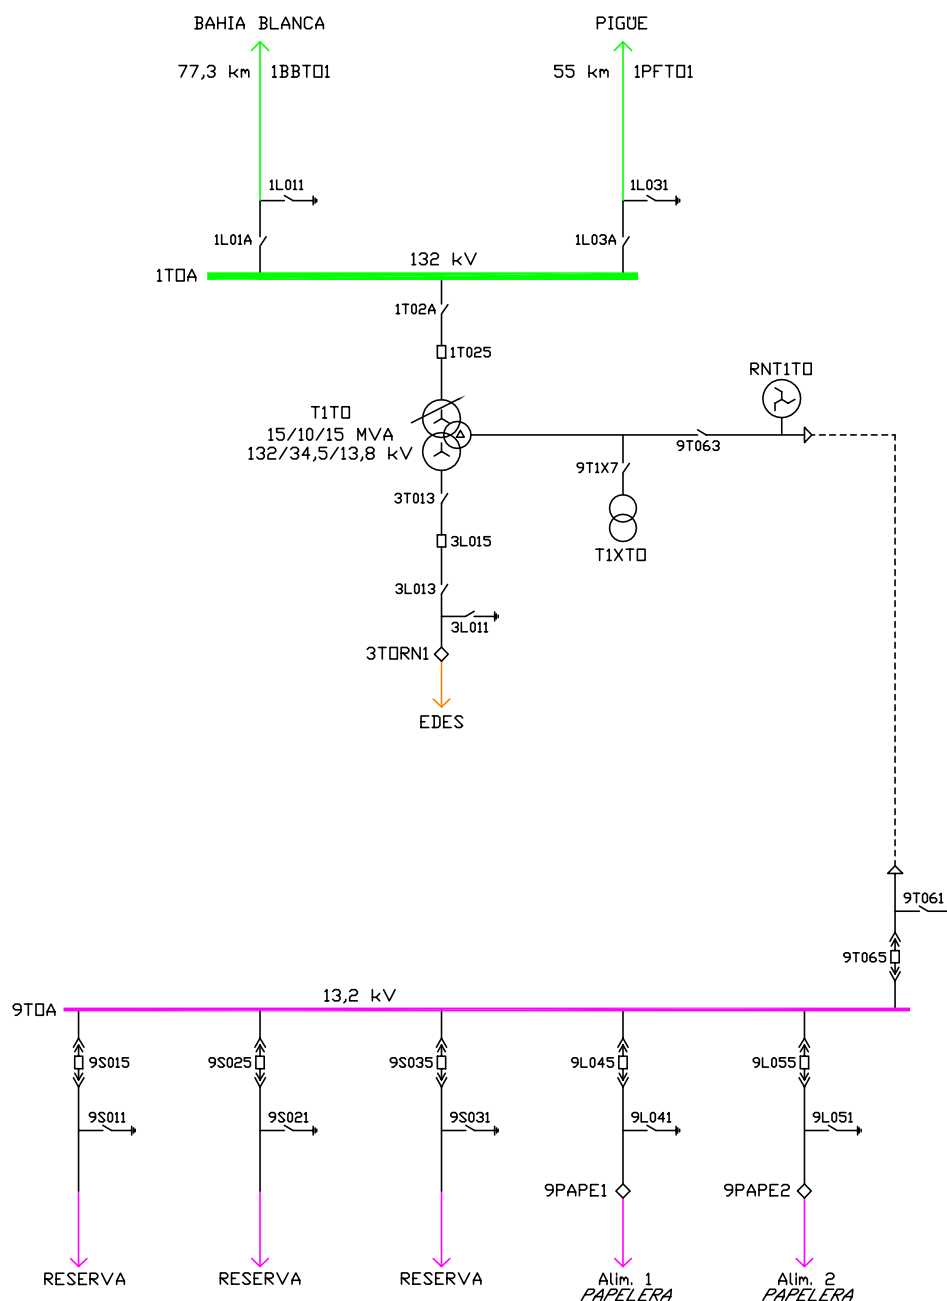 BAHIA BLANCA
PIGÜE
77,3 km 1BBTO1
55 km 1PFTO1
1L011
1L031
1L01A
1L03A
132 kV
1TOA
1T02A
1T025
RNT1TO
T1TO
15/10/15 MVA
132/34,5/13,8 kV
9T063
9T1X7
3T013
3L015
T1XTO
3L013
3L011
3TORN1
EDES
9T061
9T065
13,2 kV
9TOA
9S015
9S025
9S035
9L045
9L055
9S011
9S021
9S031
9L041
9L051
9PAPE1
9PAPE2
RESERVA
RESERVA
RESERVA
Alim. 1
PAPELERA
Alim. 2
PAPELERA